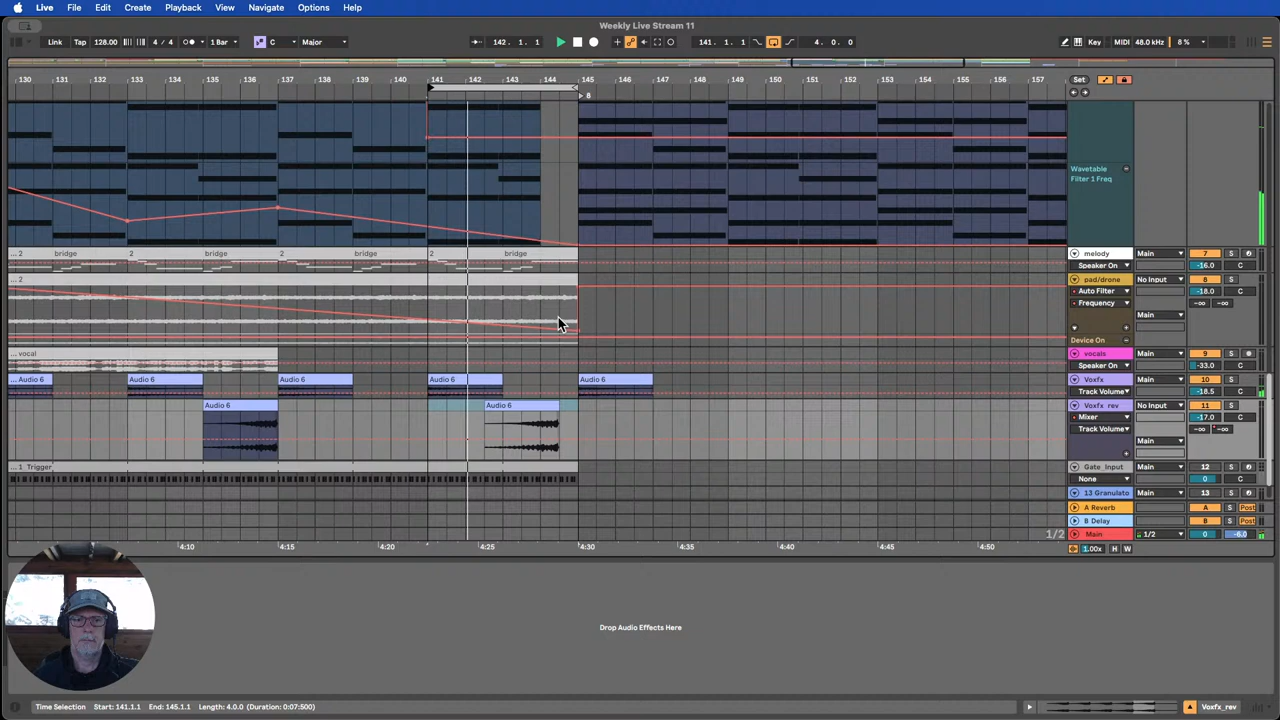 Live File Edit Create Playback View Navigate Options Help
Weekly Live Stream 11
Link Tap 128.00 4 / 4 1 Bar C Major 142. 1. 1 141. 1. 1 4. 0. 0 Key MIDI 48.0 kHz 8 %
130 131 132 133 134 135 136 137 138 139 140 141 142 143 144 145 146 147 148 149 150 151 152 153 154 155 156 157 Set
8
Wavetable
Filter 1 Freq
... 2 bridge 2 bridge 2 bridge 2 bridge melody Main 7 S
Speaker On -16.0 C
... 2 pad/drone No Input 8 S
Auto Filter Main -18.0 C
Frequency -∞ -∞
Main
Device On
... vocal vocals Main 9 S
Speaker On -33.0 C
... Audio 6 Audio 6 Audio 6 Audio 6 Audio 6 Voxfx Main 10 S
Track Volume -18.5 C
Audio 6 Audio 6 Voxfx_rev No Input 11 S
Mixer Main -17.0 C
Track Volume -∞ -∞
Main
... 1 Trigger Gate_Input Main 12 S
None 0 C
13 Granulato Main 13 S
A Reverb A S Post
B Delay B S Post
1/2 Main 1/2 0 -6.0
4:10 4:15 4:20 4:25 4:30 4:35 4:40 4:45 4:50 1.00x H W
Drop Audio Effects Here
Time Selection Start: 141.1.1 End: 145.1.1 Length: 4.0.0 (Duration: 0:07:500) Voxfx_rev